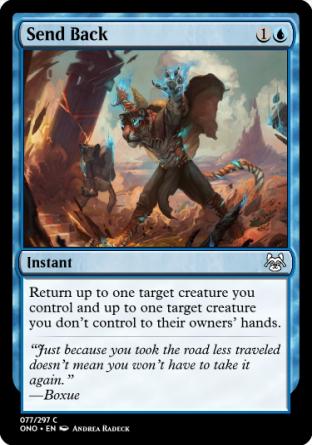 Send Back 1
Instant
Return up to one target creature you
control and up to one target creature
you don't control to their owners' hands.
“Just because you took the road less traveled
doesn't mean you won't have to take it
again.”
—Boxue
077/297 C
ONO • EN Andrea Radeck